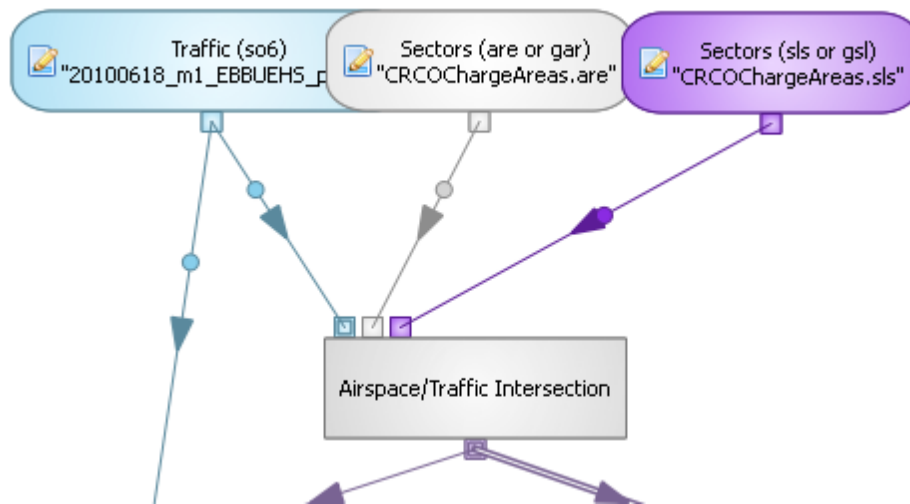 Traffic (so6)
"20100618_m1_EBBUEHS_p
Sectors (are or gar)
"CRCOChargeAreas.are"
Sectors (sls or gsl)
"CRCOChargeAreas.sls"
Airspace/Traffic Intersection